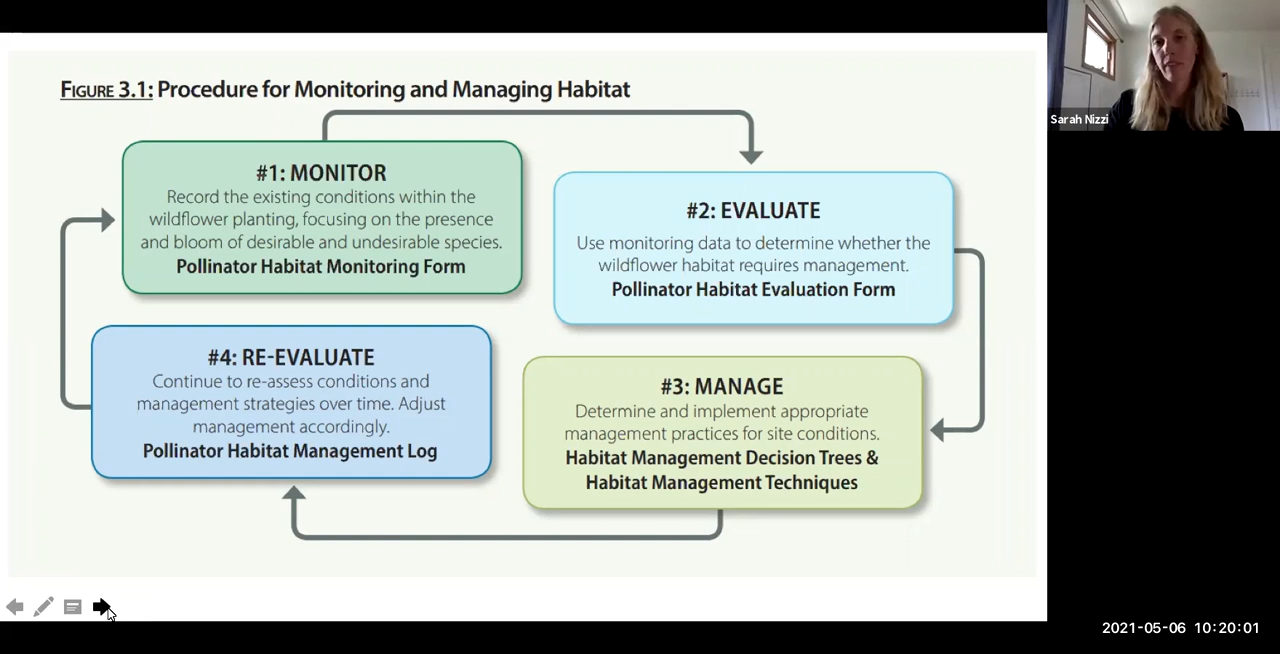 FIGURE 3.1: Procedure for Monitoring and Managing Habitat
#1: MONITOR
Record the existing conditions within the
wildflower planting, focusing on the presence
and bloom of desirable and undesirable species.
Pollinator Habitat Monitoring Form
#2: EVALUATE
Use monitoring data to determine whether the
wildflower habitat requires management.
Pollinator Habitat Evaluation Form
#3: MANAGE
Determine and implement appropriate
management practices for site conditions.
Habitat Management Decision Trees &
Habitat Management Techniques
#4: RE-EVALUATE
Continue to re-assess conditions and
management strategies over time. Adjust
management accordingly.
Pollinator Habitat Management Log
Sarah Nizzi
2021-05-06 10:20:01